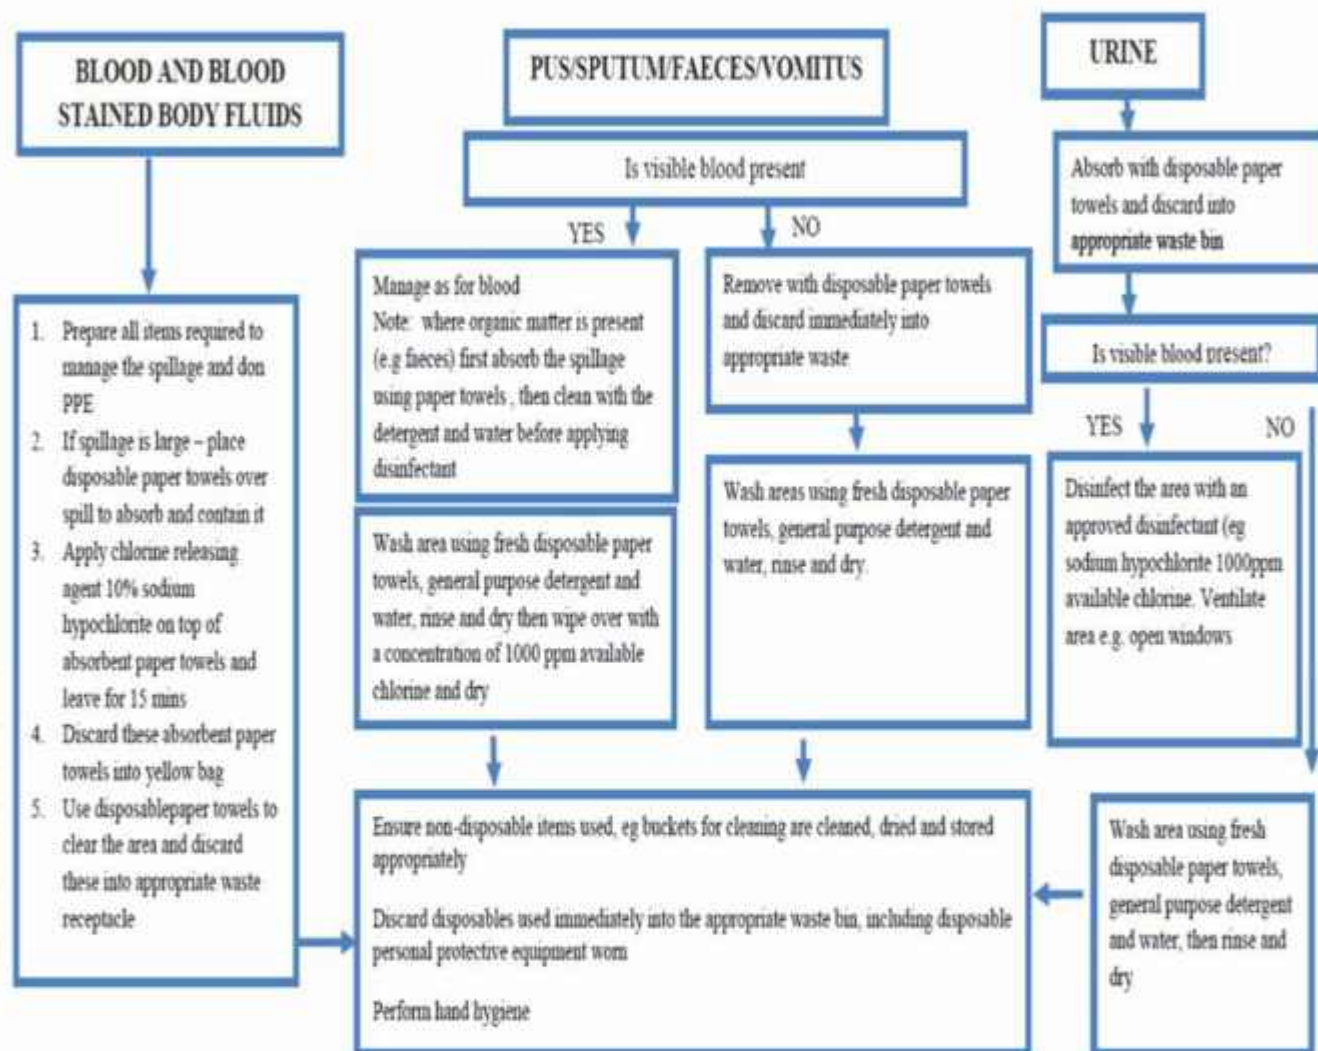 BLOOD AND BLOOD
STAINED BODY FLUIDS
1. Prepare all items required to
manage the spillage and don
PPE
2. If spillage is large – place
disposable paper towels over
spill to absorb and contain it
3. Apply chlorine releasing
agent 10% sodium
hypochlorite on top of
absorbent paper towels and
leave for 15 mins
4. Discard these absorbent paper
towels into yellow bag
5. Use disposablepaper towels to
clear the area and discard
these into appropriate waste
receptacle
PUS/SPUTUM/FAECES/VOMITUS
Is visible blood present
YES
NO
Manage as for blood
Note: where organic matter is present
(e.g faeces) first absorb the spillage
using paper towels , then clean with the
detergent and water before applying
disinfectant
Wash area using fresh disposable paper
towels, general purpose detergent and
water, rinse and dry then wipe over with
a concentration of 1000 ppm available
chlorine and dry
Remove with disposable paper towels
and discard immediately into
appropriate waste
Wash areas using fresh disposable paper
towels, general purpose detergent and
water, rinse and dry.
URINE
Absorb with disposable paper
towels and discard into
appropriate waste bin
Is visible blood present?
YES
NO
Disinfect the area with an
approved disinfectant (eg
sodium hypochlorite 1000ppm
available chlorine. Ventilate
area e.g. open windows
Wash area using fresh
disposable paper towels,
general purpose detergent
and water, then rinse and
dry
Ensure non-disposable items used, eg buckets for cleaning are cleaned, dried and stored
appropriately
Discard disposables used immediately into the appropriate waste bin, including disposable
personal protective equipment worn
Perform hand hygiene